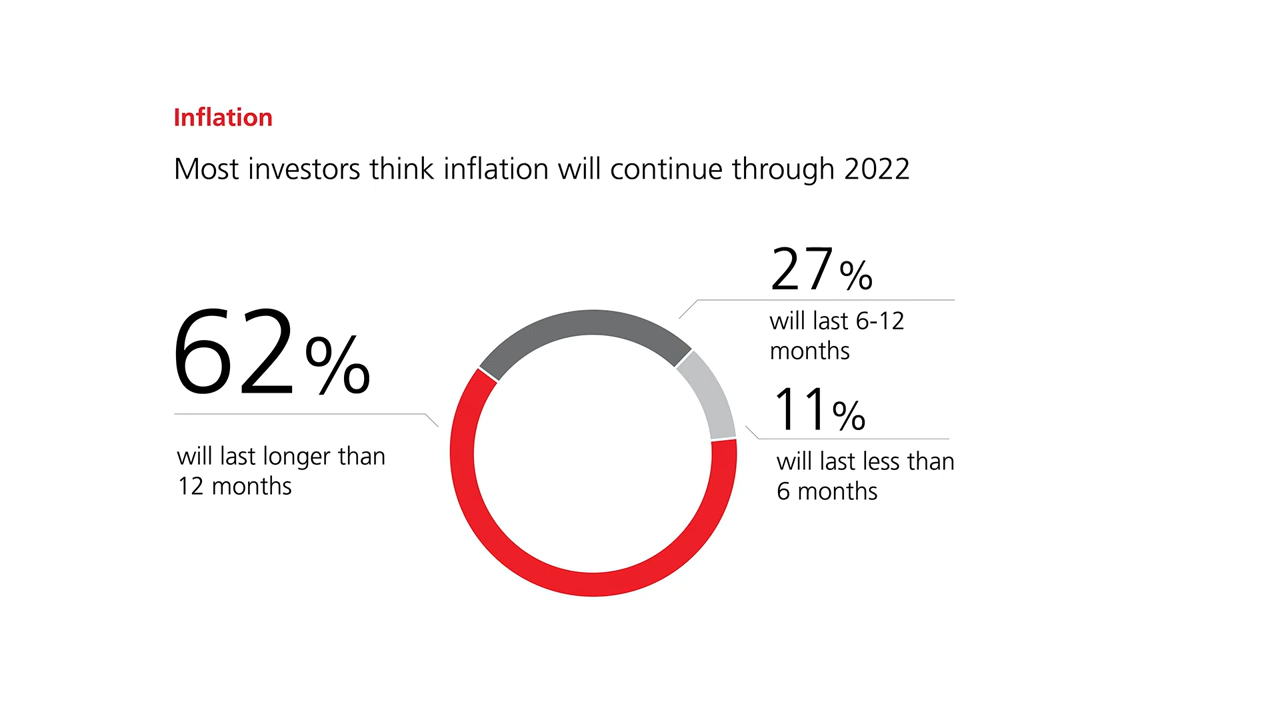 Inflation
Most investors think inflation will continue through 2022
62%
will last longer than
12 months
27%
will last 6-12
months
11%
will last less than
6 months